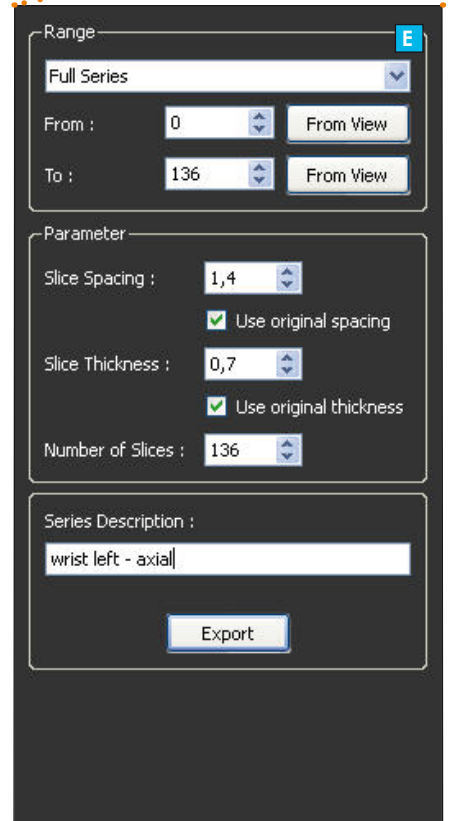 Range
E
Full Series
From : 0 From View
To : 136 From View
Parameter
Slice Spacing : 1,4
Use original spacing
Slice Thickness : 0,7
Use original thickness
Number of Slices : 136
Series Description :
wrist left - axial
Export